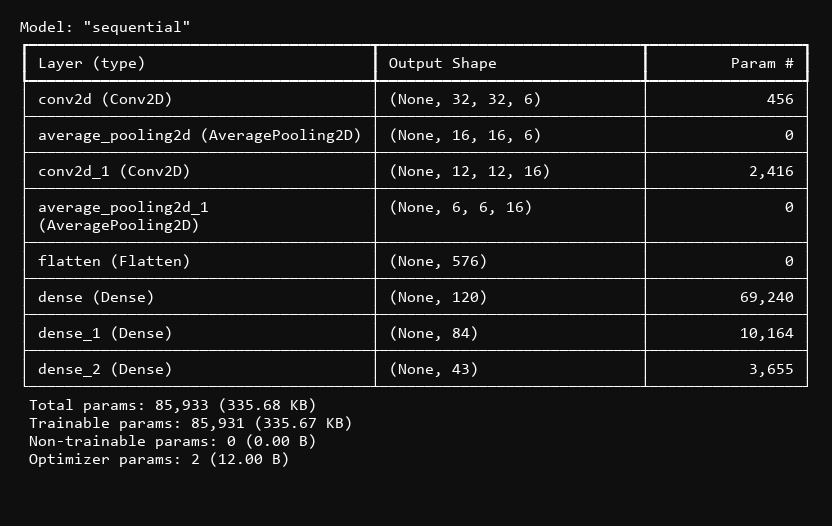 Model: "sequential"
Layer (type) Output Shape Param #
conv2d (Conv2D) (None, 32, 32, 6) 456
average_pooling2d (AveragePooling2D) (None, 16, 16, 6) 0
conv2d_1 (Conv2D) (None, 12, 12, 16) 2,416
average_pooling2d_1 (None, 6, 6, 16) 0
(AveragePooling2D)
flatten (Flatten) (None, 576) 0
dense (Dense) (None, 120) 69,240
dense_1 (Dense) (None, 84) 10,164
dense_2 (Dense) (None, 43) 3,655
Total params: 85,933 (335.68 KB)
Trainable params: 85,931 (335.67 KB)
Non-trainable params: 0 (0.00 B)
Optimizer params: 2 (12.00 B)